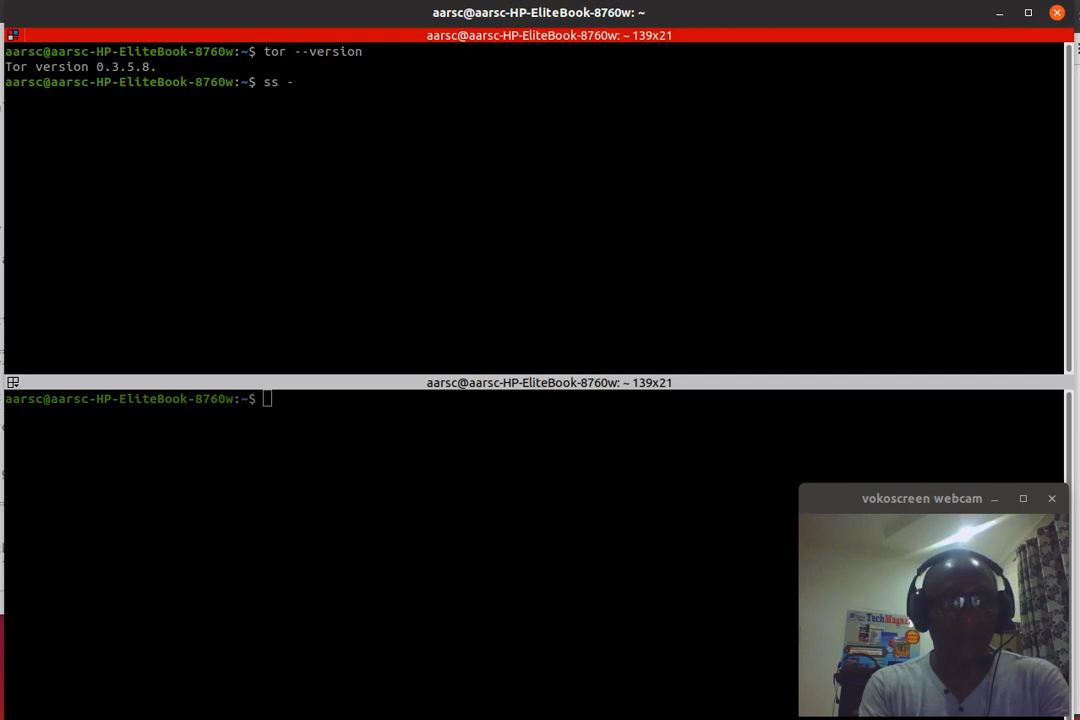 aarsc@aarsc-HP-EliteBook-8760w: ~
aarsc@aarsc-HP-EliteBook-8760w: ~ 139x21
aarsc@aarsc-HP-EliteBook-8760w:~$ tor --version
Tor version 0.3.5.8.
aarsc@aarsc-HP-EliteBook-8760w:~$ ss -
aarsc@aarsc-HP-EliteBook-8760w: ~ 139x21
aarsc@aarsc-HP-EliteBook-8760w:~$
vokoscreen webcam